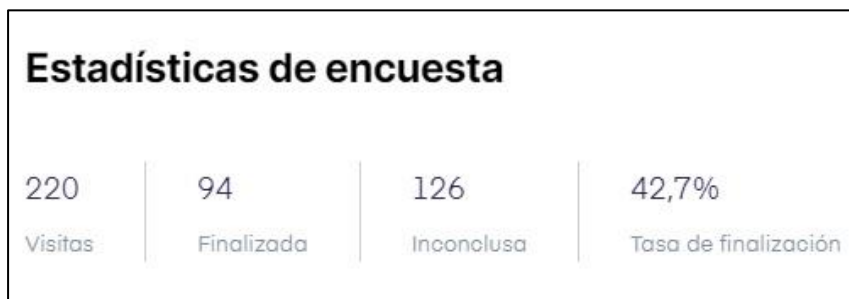 Estadísticas de encuesta
220 94 126 42,7%
Visitas Finalizada Inconclusa Tasa de finalización